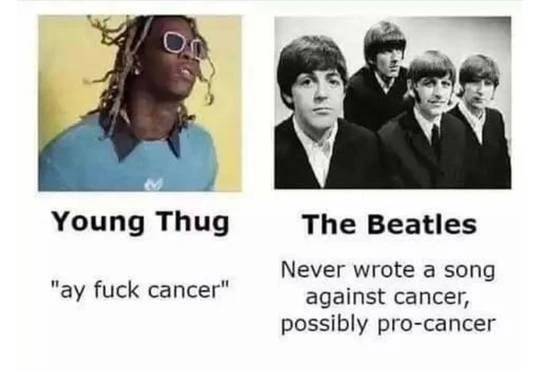 Young Thug
"ay fuck cancer"
The Beatles
Never wrote a song
against cancer,
possibly pro-cancer